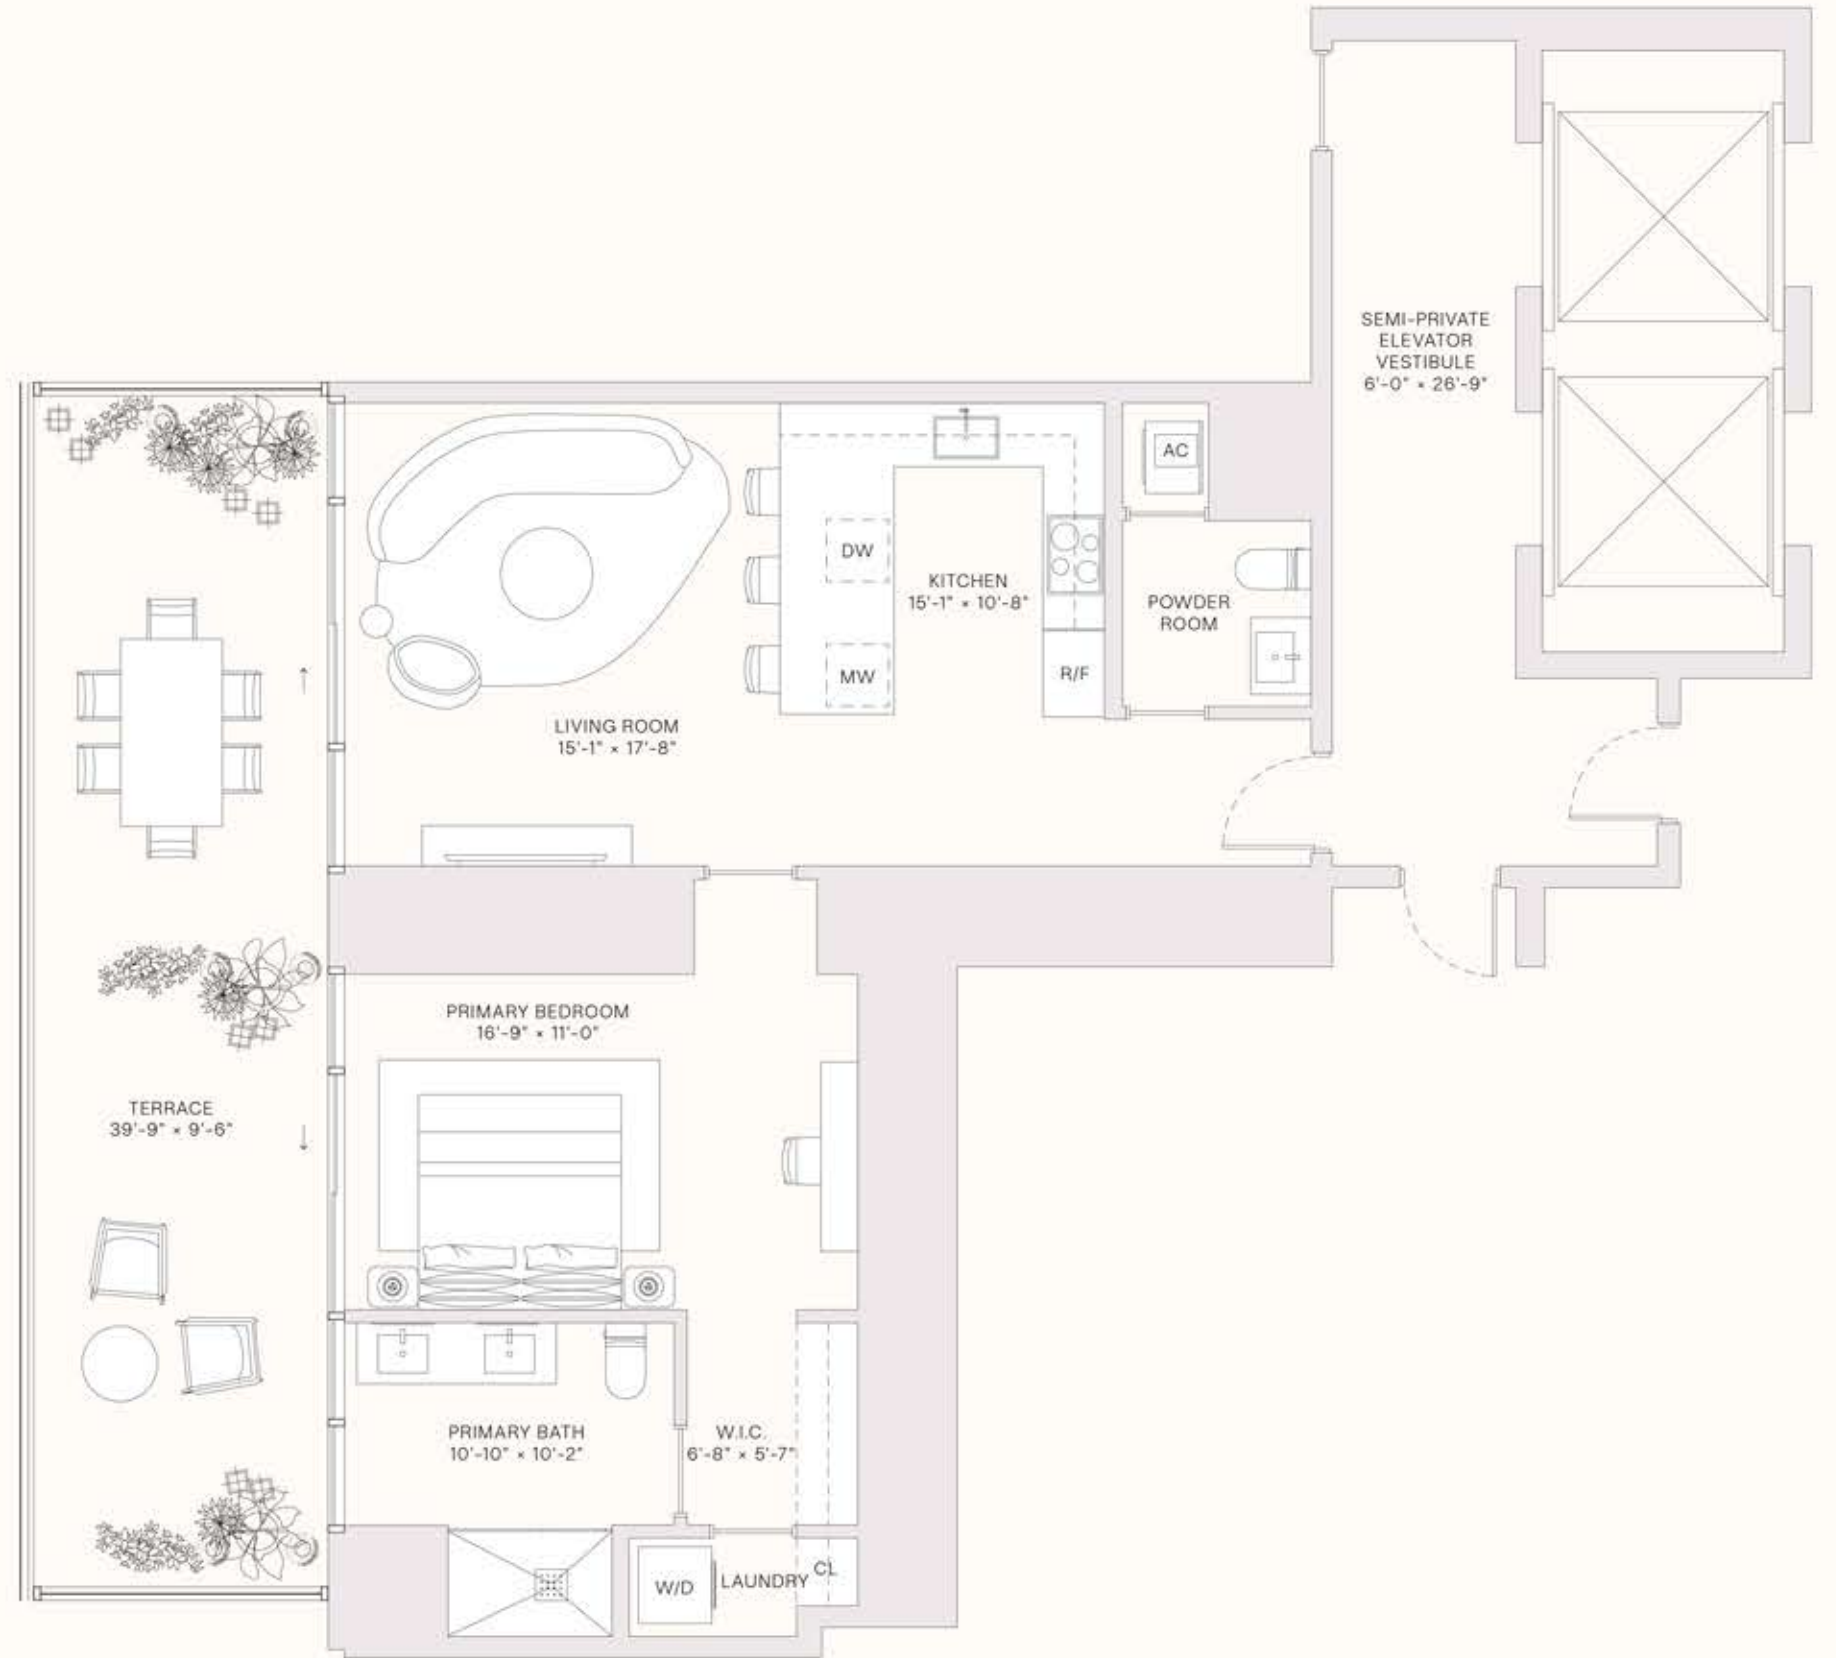 SEMI-PRIVATE
ELEVATOR
VESTIBULE
6'-0" × 26'-9"
AC
DW
KITCHEN
15'-1" × 10'-8"
POWDER
ROOM
MW
R/F
LIVING ROOM
15'-1" × 17'-8"
PRIMARY BEDROOM
16'-9" × 11'-0"
TERRACE
39'-9" × 9'-6"
PRIMARY BATH
10'-10" × 10'-2"
W.I.C.
6'-8" × 5'-7"
W/D
LAUNDRY
CL